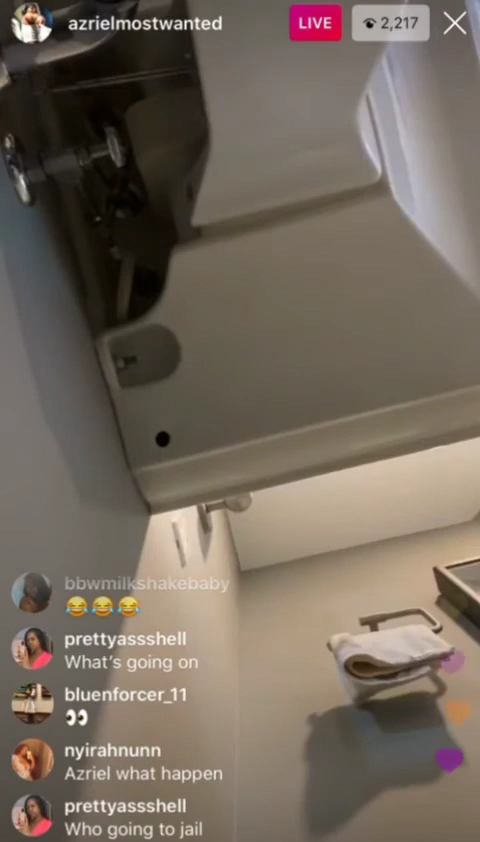 azrielmostwanted
LIVE
2,217
bbwmilkshakebaby
😂😂😂
prettyassshell
What's going on
bluenforcer_11
👀
nyirahnunn
Azriel what happen
prettyassshell
Who going to jail